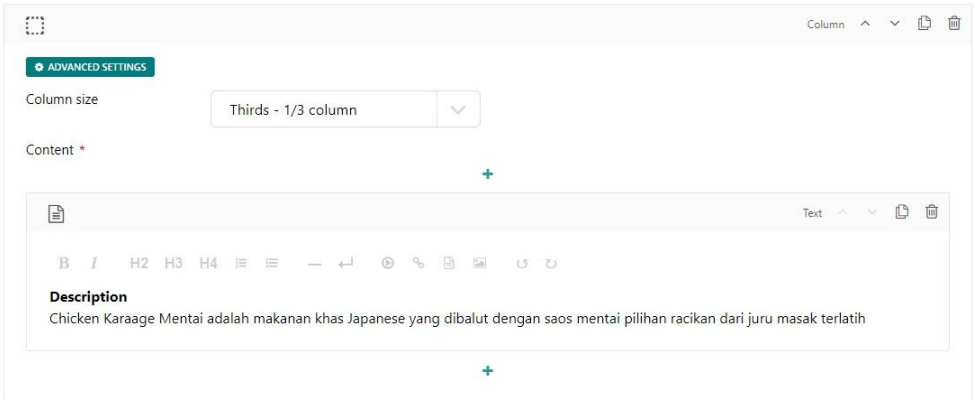 Column
ADVANCED SETTINGS
Column size
Thirds - 1/3 column
Content *
+
Text
B I H2 H3 H4
Description
Chicken Karaage Mentai adalah makanan khas Japanese yang dibalut dengan saos mentai pilihan racikan dari juru masak terlatih
+